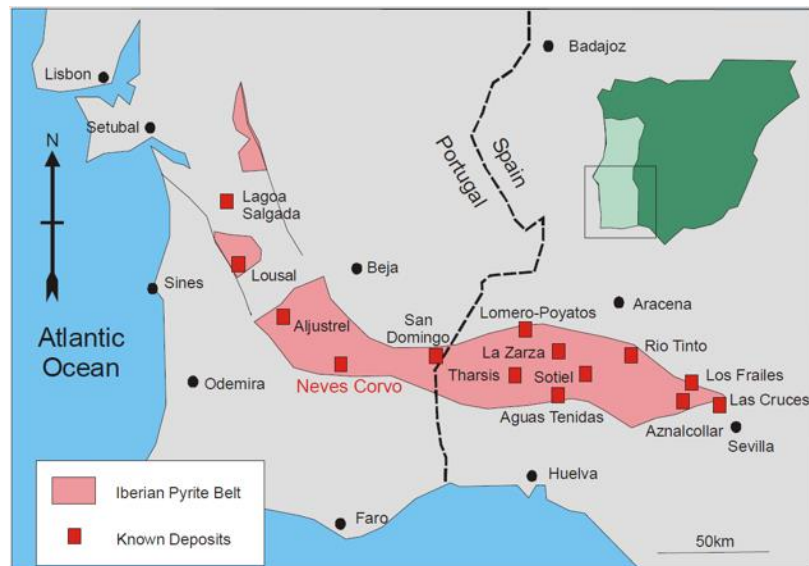 Badajoz
Lisbon
Setubal
N
Portugal
Spain
Lagoa
Salgada
Lousal
Beja
Sines
Aljustrel
San
Domingo
Lomero-Poyatos
Aracena
Atlantic
Ocean
La Zarza
Rio Tinto
Odemira
Neves Corvo
Tharsis
Sotiel
Los Frailes
Las Cruces
Aguas Tenidas
Aznalcollar
Sevilla
Huelva
Iberian Pyrite Belt
Known Deposits
Faro
50km